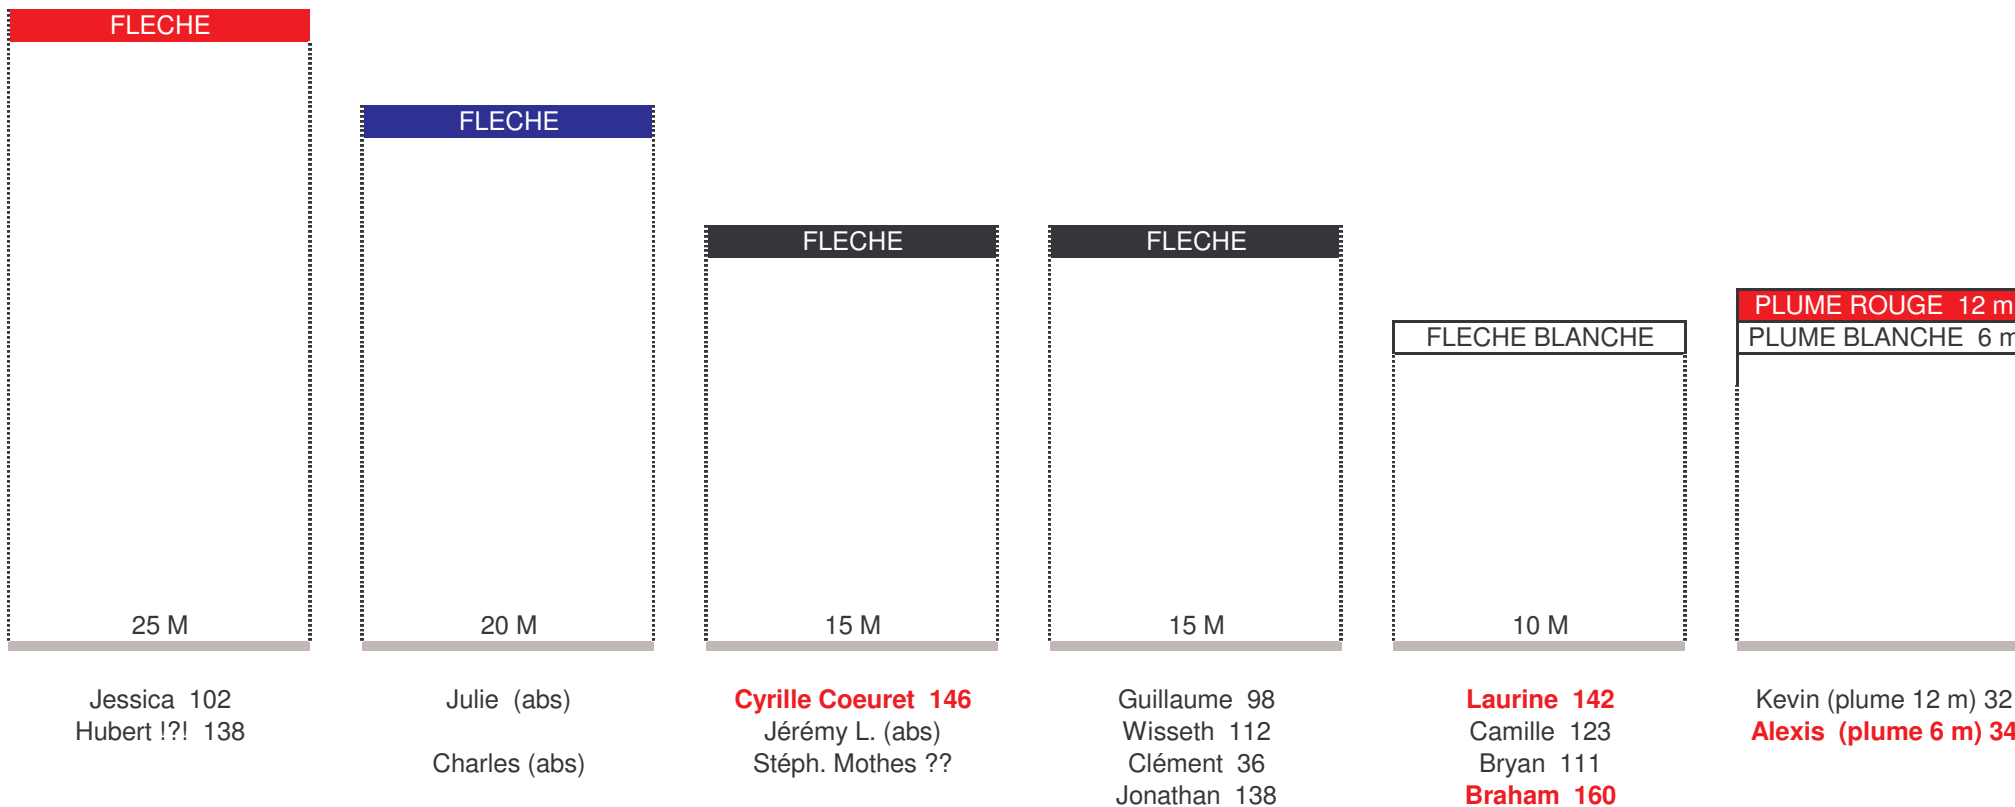 FLECHE
FLECHE
FLECHE
FLECHE
FLECHE BLANCHE
PLUME ROUGE 12 m
PLUME BLANCHE 6 m
25 M
20 M
15 M
15 M
10 M
Jessica 102
Hubert !?! 138
Julie (abs)
Charles (abs)
Cyrille Coeuret 146
Jérémy L. (abs)
Stéph. Mothes ??
Guillaume 98
Wisseth 112
Clément 36
Jonathan 138
Laurine 142
Camille 123
Bryan 111
Braham 160
Kevin (plume 12 m) 32
Alexis (plume 6 m) 34